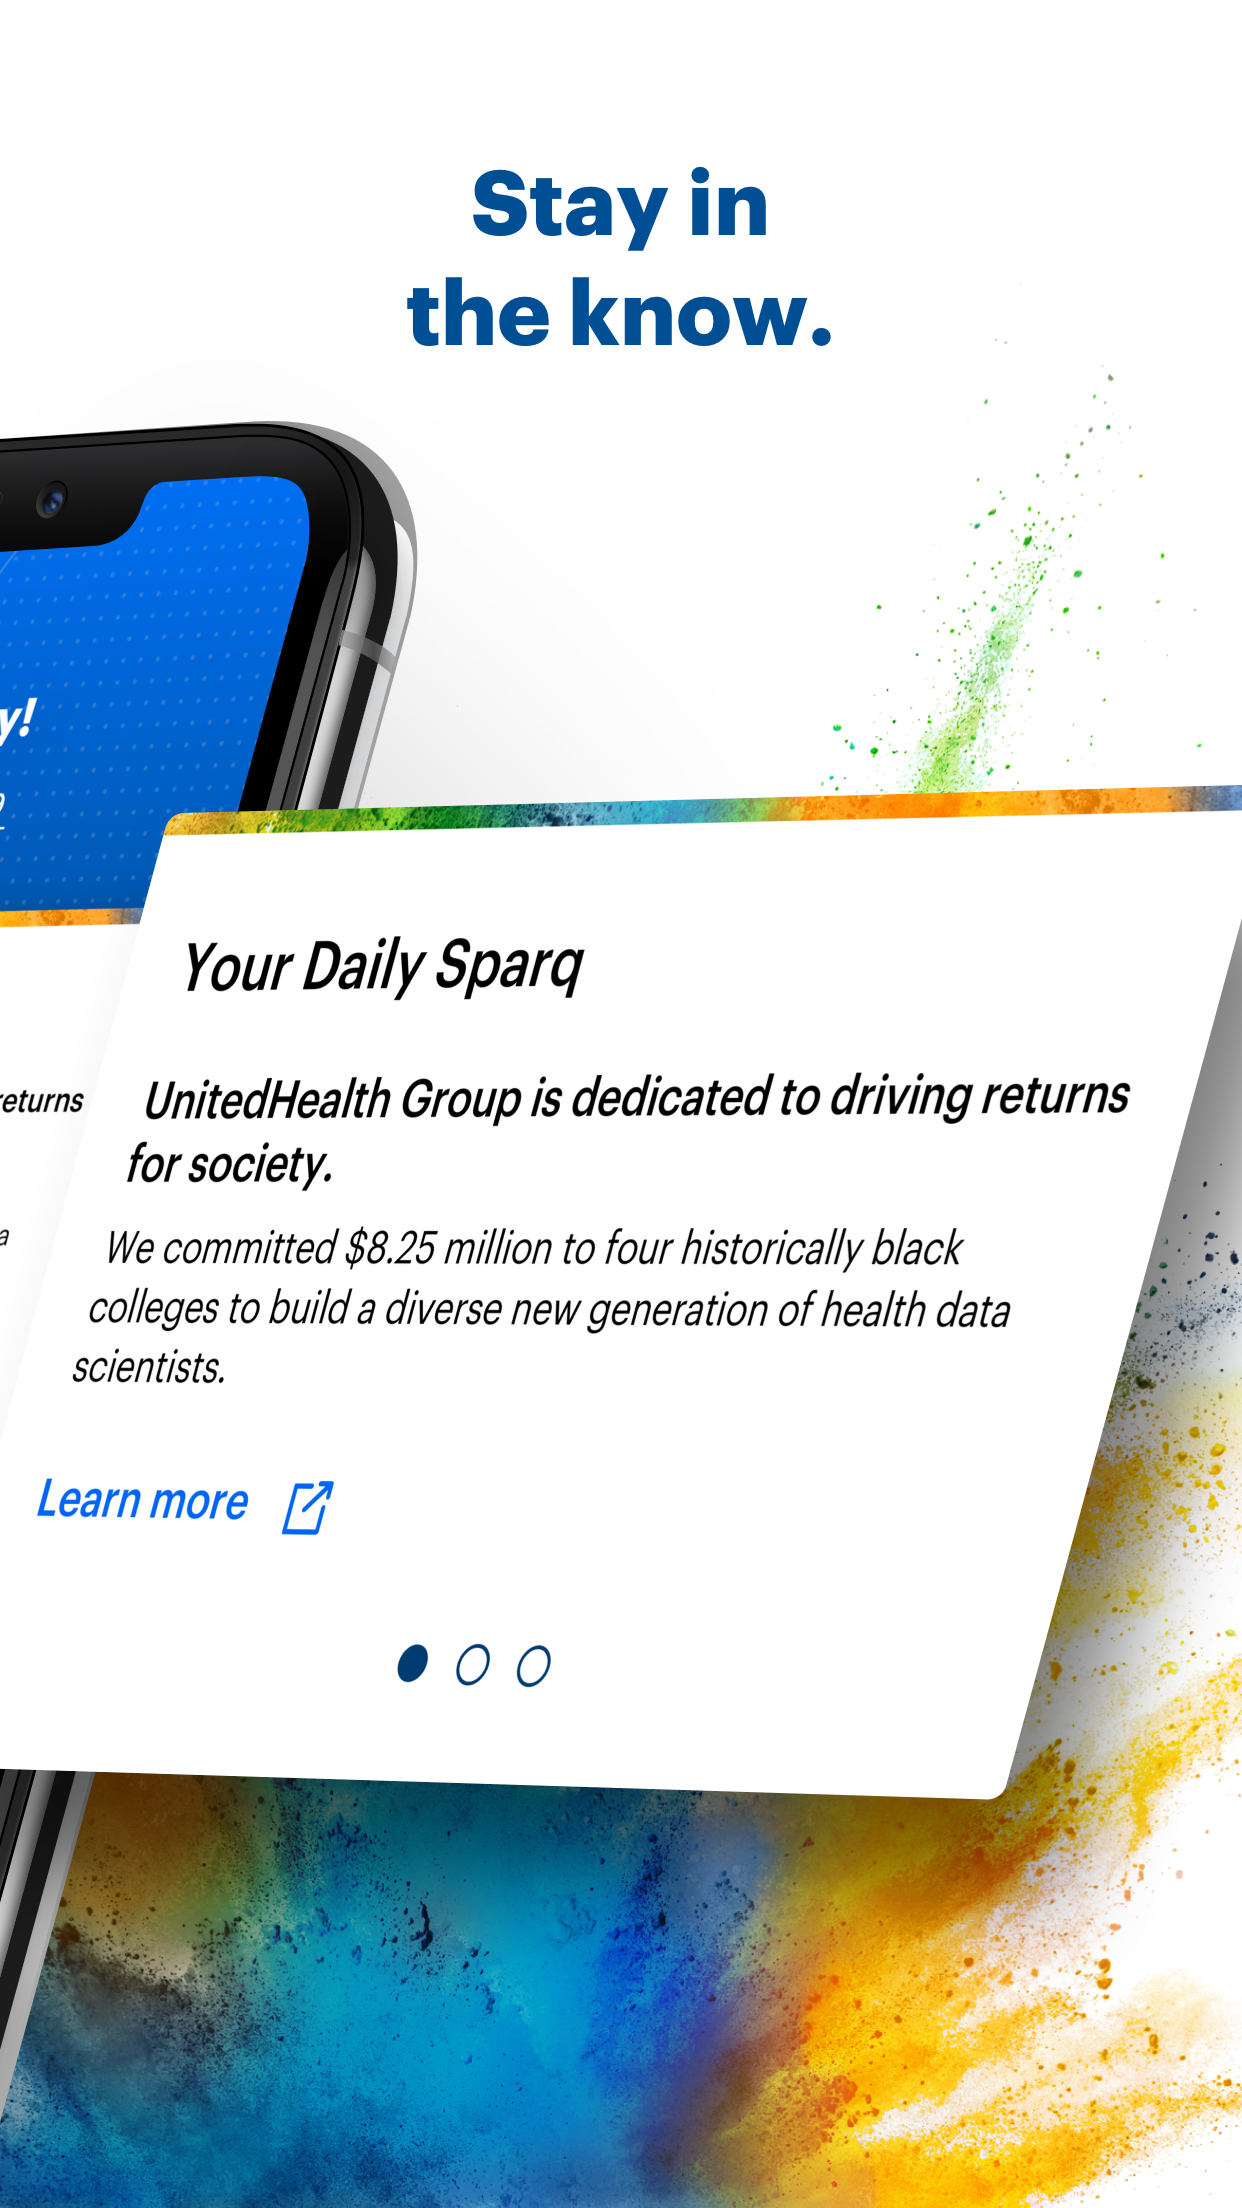 Stay in
the know.
y!
Your Daily Sparq
returns
UnitedHealth Group is dedicated to driving returns
for society.
a
We committed $8.25 million to four historically black
colleges to build a diverse new generation of health data
scientists.
Learn more